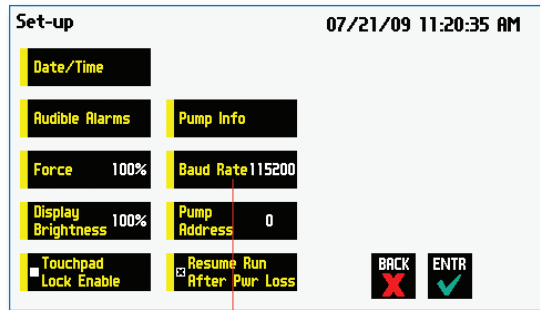 Set-up 07/21/09 11:20:35 AM
Date/Time
Audible Alarms
Pump Info
Force 100%
Baud Rate 115200
Display
Brightness 100%
Pump
Address 0
Touchpad
Lock Enable
Resume Run
After Pwr Loss
BACK
ENTR